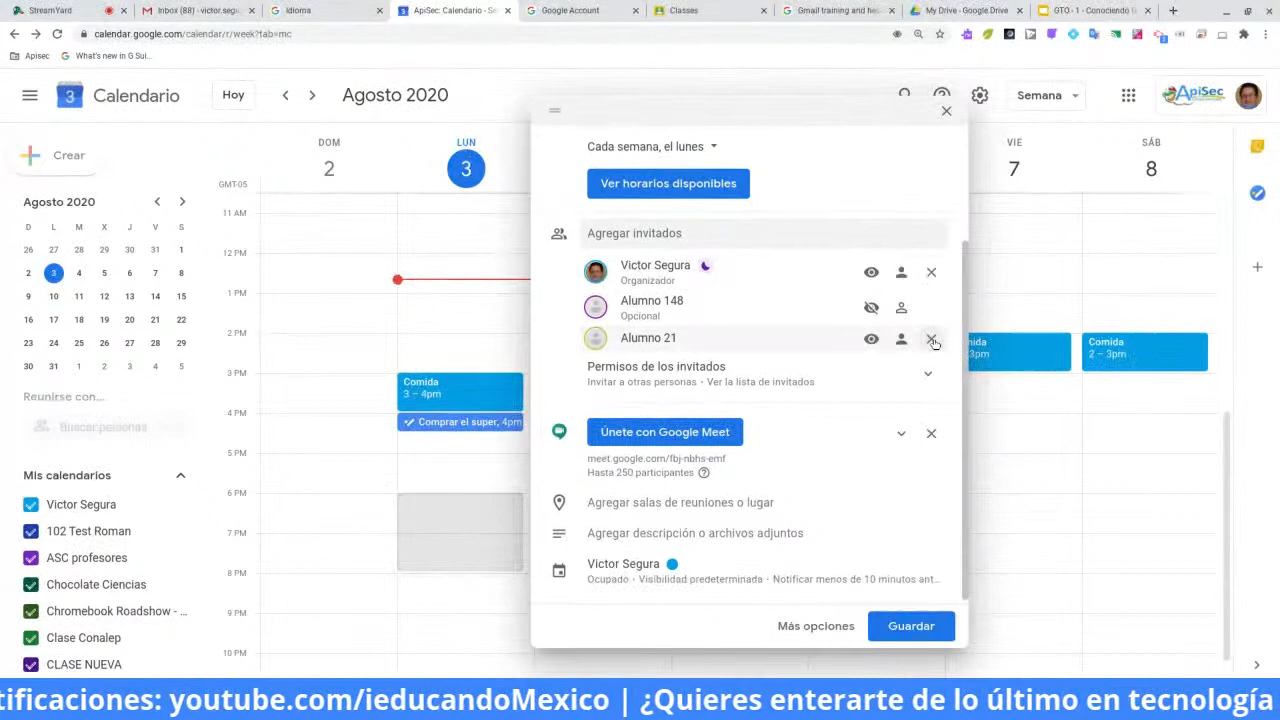 StreamYard
Inbox (88) - victor.segu
Idioma
ApiSec: Calendario - Se
Google Account
Classes
Gmail training and he
My Drive - Google Drive
GTO - 1 - Conociendo G
calendar.google.com/calendar/r/week?tab=mc
Apisec
What's new in G Sui...
3
Calendario
Hoy
Agosto 2020
Semana
ApiSec
Crear
DOM
2
LUN
3
VIE
7
SÁB
8
GMT-05
Agosto 2020
D L M M J V S
26 27 28 29 30 31 1
2 3 4 5 6 7 8
9 10 11 12 13 14 15
16 17 18 19 20 21 22
23 24 25 26 27 28 29
30 31 1 2 3 4 5
Reunirse con...
Buscar personas
Mis calendarios
Victor Segura
102 Test Roman
ASC profesores
Chocolate Ciencias
Chromebook Roadshow - ...
Clase Conalep
CLASE NUEVA
11 AM
12 PM
1 PM
2 PM
3 PM
4 PM
5 PM
6 PM
7 PM
8 PM
9 PM
10 PM
Comida
3 – 4pm
Comprar el super, 4pm
Cada semana, el lunes
Ver horarios disponibles
Agregar invitados
Victor Segura
Organizador
Alumno 148
Opcional
Alumno 21
Permisos de los invitados
Invitar a otras personas · Ver la lista de invitados
Únete con Google Meet
meet.google.com/fbj-nbhs-emf
Hasta 250 participantes
Agregar salas de reuniones o lugar
Agregar descripción o archivos adjuntos
Victor Segura
Ocupado · Visibilidad predeterminada · Notificar menos de 10 minutos ant...
Más opciones
Guardar
nida
3pm
Comida
2 – 3pm
tificaciones: youtube.com/ieducandoMexico | ¿Quieres enterarte de lo último en tecnología